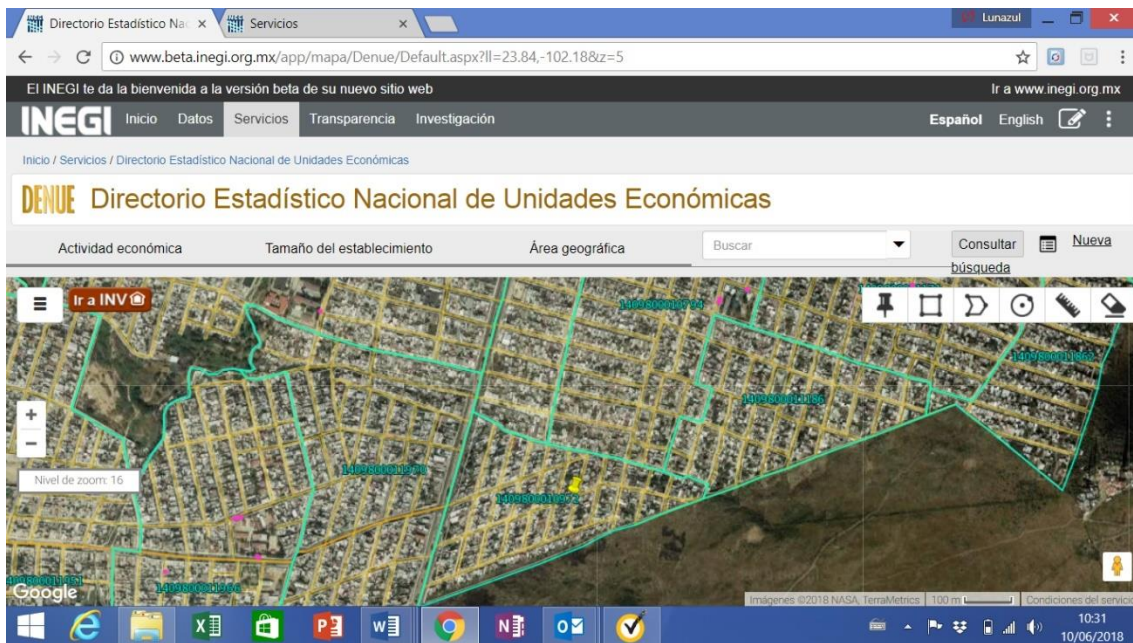 Directorio Estadístico Nac
Servicios
Lunazul
www.beta.inegi.org.mx/app/mapa/Denue/Default.aspx?ll=23.84,-102.18&z=5
El INEGI te da la bienvenida a la versión beta de su nuevo sitio web
Ir a www.inegi.org.mx
INEGI Inicio Datos Servicios Transparencia Investigación
Español English
Inicio / Servicios / Directorio Estadístico Nacional de Unidades Económicas
DENUE Directorio Estadístico Nacional de Unidades Económicas
Actividad económica Tamaño del establecimiento Área geográfica Buscar Consultar Nueva
búsqueda
Ir a INV
1409800010794
1409800011862
1409800011186
+
−
Nivel de zoom: 16
Google
Imágenes ©2018 NASA, TerraMetrics 100 m Condiciones del servicio
10:31
10/06/2018